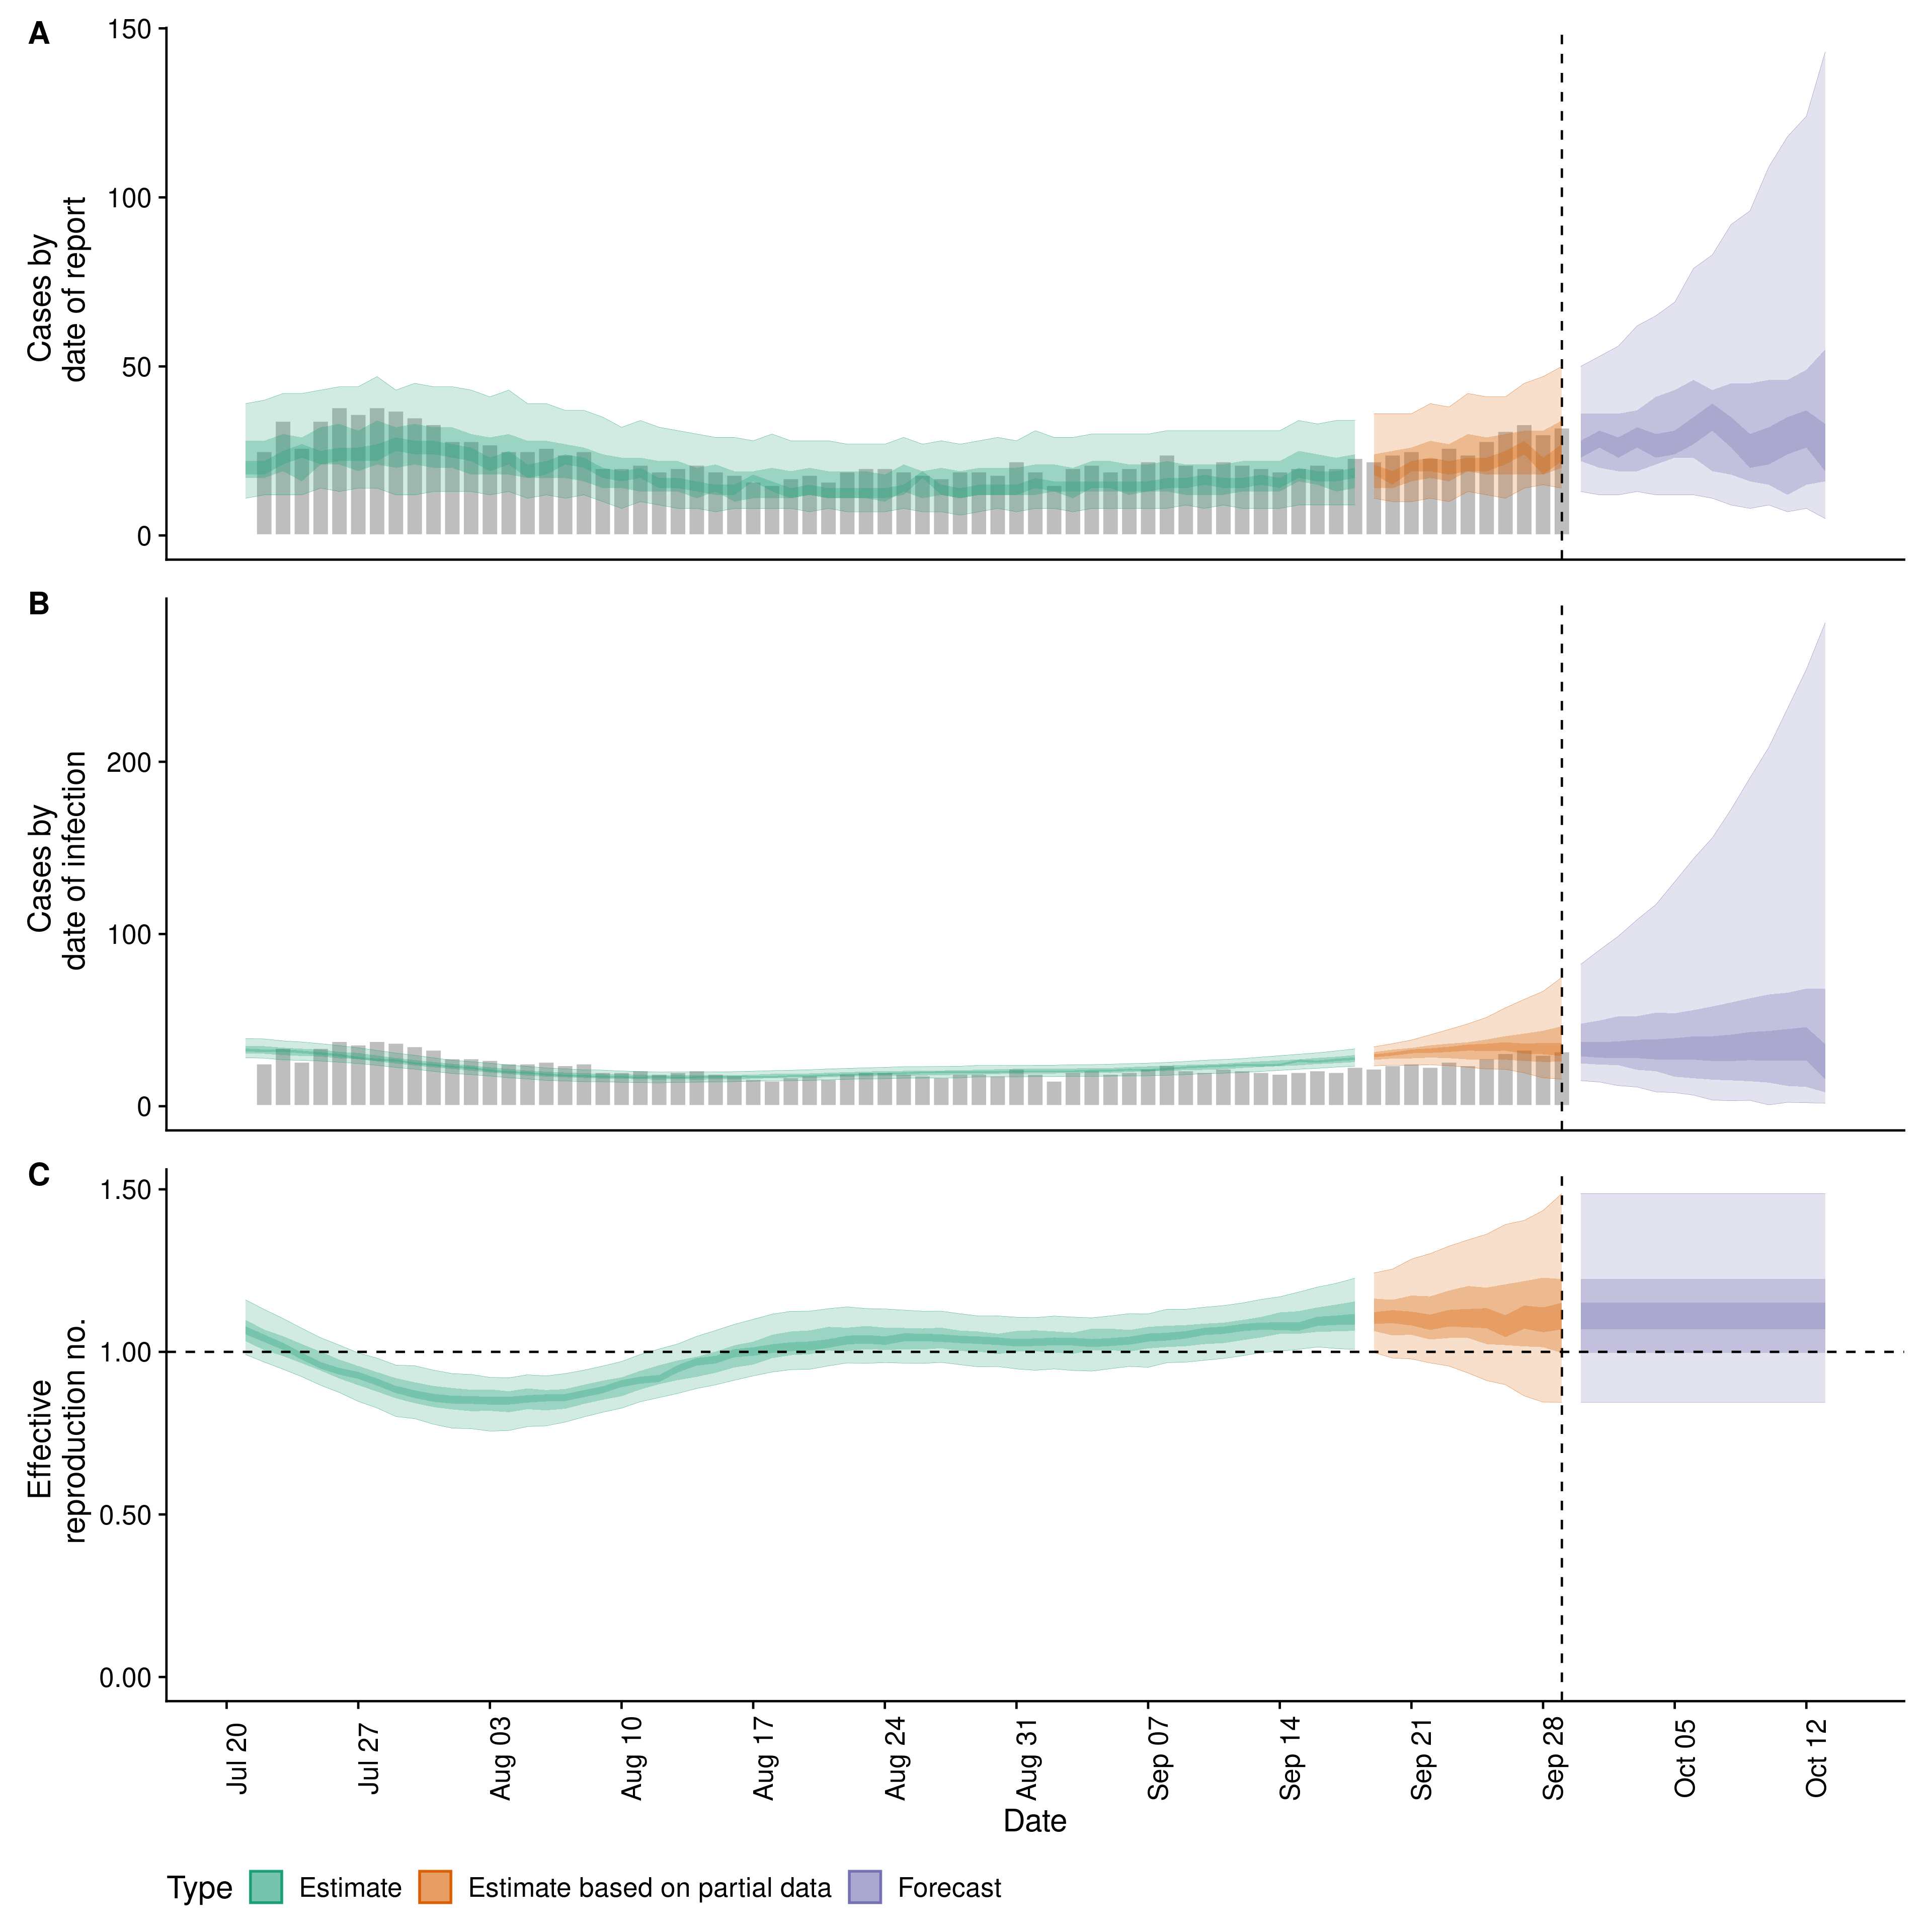 A
150
100
50
0
Cases by
date of report
B
200
100
0
Cases by
date of infection
C
1.50
1.00
0.50
0.00
Effective
reproduction no.
Jul 20
Jul 27
Aug 03
Aug 10
Aug 17
Aug 24
Aug 31
Sep 07
Sep 14
Sep 21
Sep 28
Oct 05
Oct 12
Date
Type Estimate Estimate based on partial data Forecast